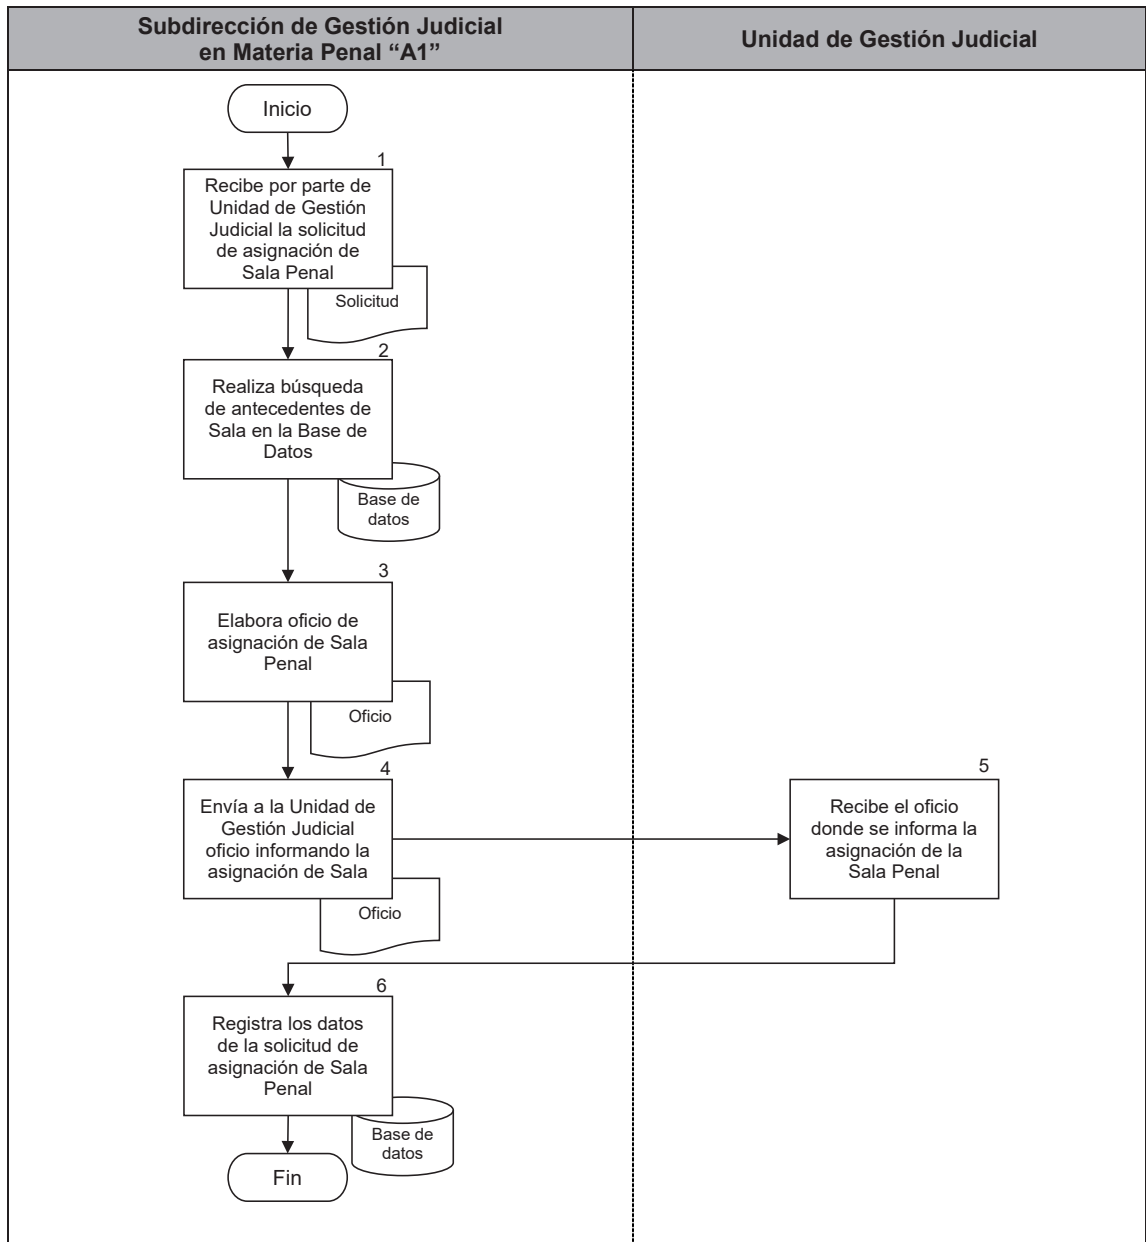 Subdirección de Gestión Judicial
en Materia Penal “A1”
Unidad de Gestión Judicial
Inicio
1
Recibe por parte de
Unidad de Gestión
Judicial la solicitud
de asignación de
Sala Penal
Solicitud
2
Realiza búsqueda
de antecedentes de
Sala en la Base de
Datos
Base de
datos
3
Elabora oficio de
asignación de Sala
Penal
Oficio
4
Envía a la Unidad de
Gestión Judicial
oficio informando la
asignación de Sala
Oficio
5
Recibe el oficio
donde se informa la
asignación de la
Sala Penal
6
Registra los datos
de la solicitud de
asignación de Sala
Penal
Base de
datos
Fin